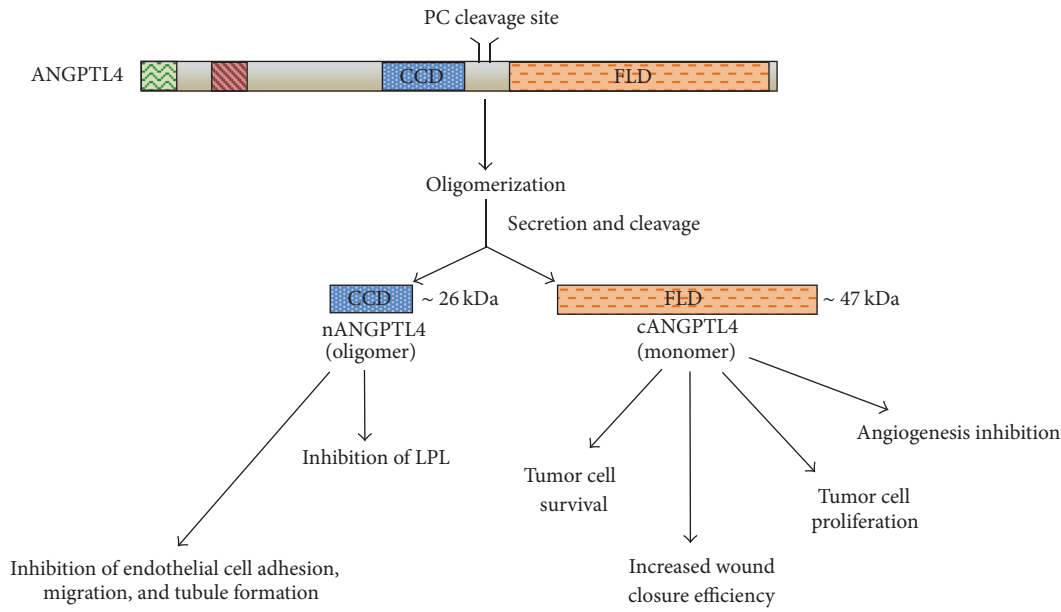 PC cleavage site
ANGPTL4
CCD
FLD
Oligomerization
Secretion and cleavage
CCD
~ 26 kDa
FLD
~ 47 kDa
nANGPTL4
(oligomer)
cANGPTL4
(monomer)
Inhibition of LPL
Inhibition of endothelial cell adhesion,
migration, and tubule formation
Tumor cell
survival
Increased wound
closure efficiency
Tumor cell
proliferation
Angiogenesis inhibition